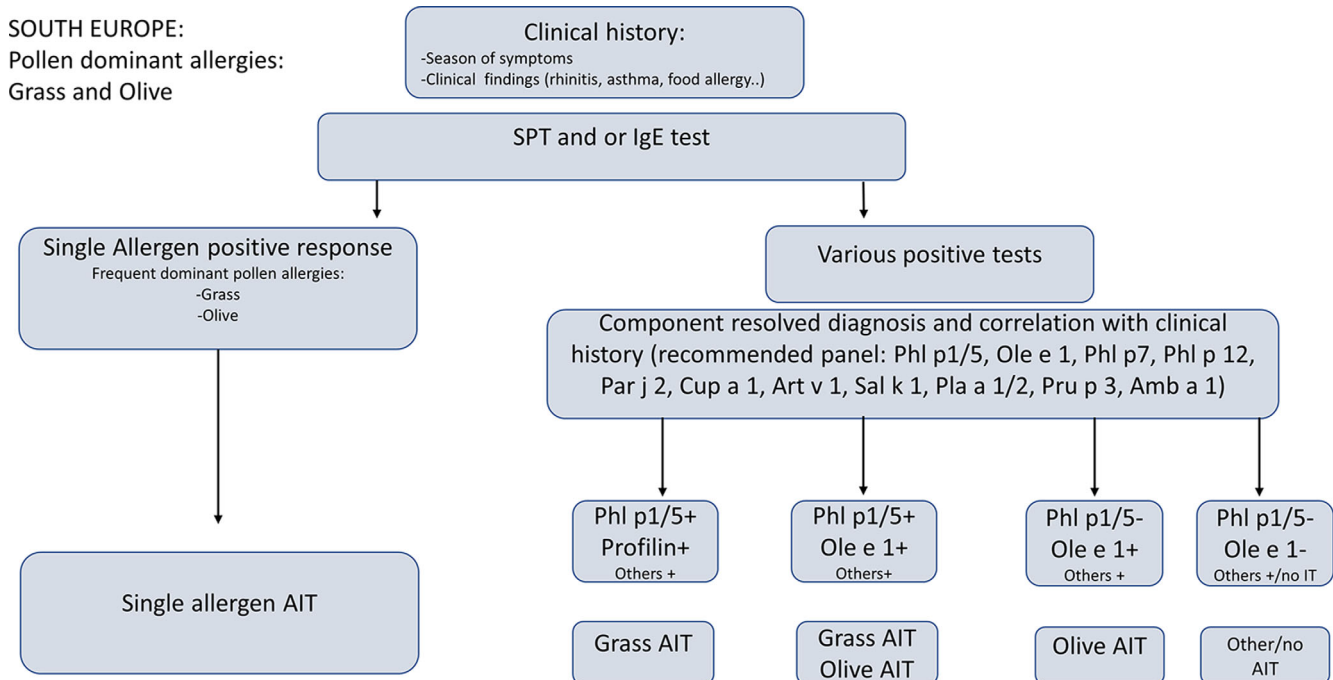 SOUTH EUROPE:
Pollen dominant allergies:
Grass and Olive
Clinical history:
-Season of symptoms
-Clinical findings (rhinitis, asthma, food allergy..)
SPT and or IgE test
Single Allergen positive response
Frequent dominant pollen allergies:
-Grass
-Olive
Various positive tests
Component resolved diagnosis and correlation with clinical
history (recommended panel: Phl p1/5, Ole e 1, Phl p7, Phl p 12,
Par j 2, Cup a 1, Art v 1, Sal k 1, Pla a 1/2, Pru p 3, Amb a 1)
Phl p1/5+
Profilin+
Others +
Phl p1/5+
Ole e 1+
Others+
Phl p1/5-
Ole e 1+
Others +
Phl p1/5-
Ole e 1-
Others +/no IT
Single allergen AIT
Grass AIT
Grass AIT
Olive AIT
Olive AIT
Other/no
AIT